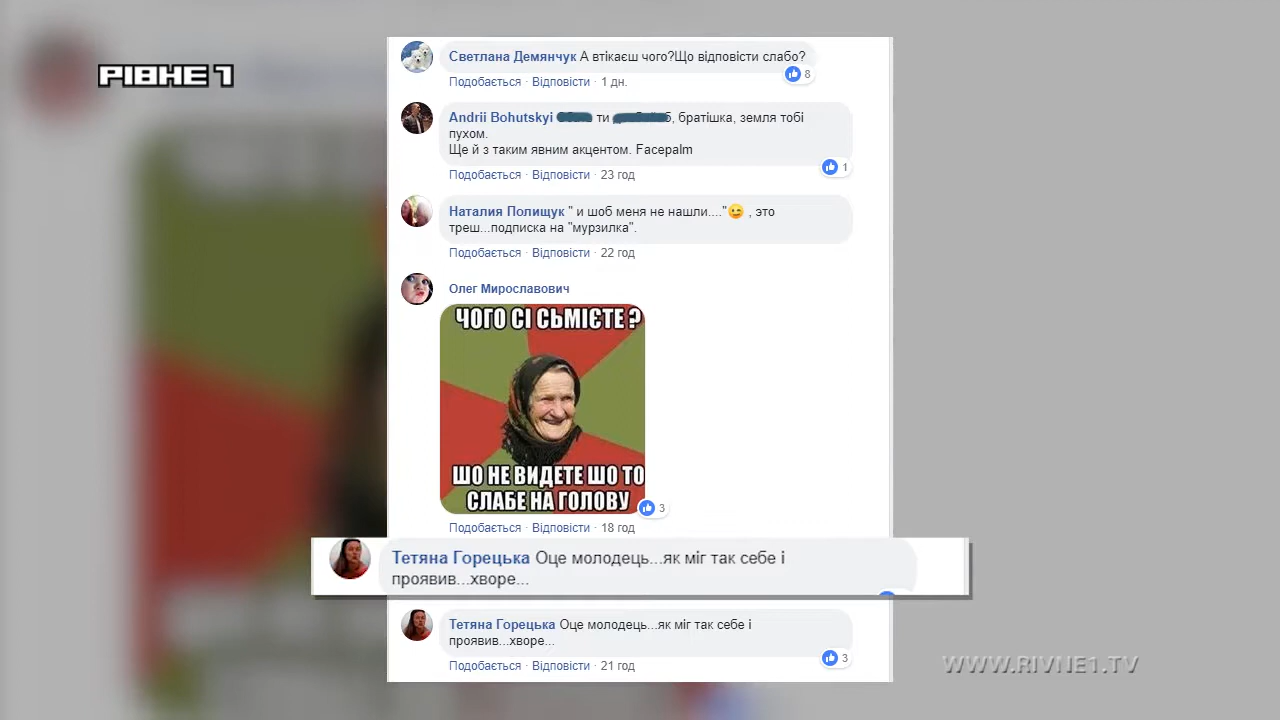 РІВНЕ 1
Светлана Демянчук А втікаєш чого?Що відповісти слабо?
8
Подобається · Відповісти · 1 дн.
Andrii Bohutskyi ти , братішка, земля тобі
пухом.
Ще й з таким явним акцентом. Facepalm
1
Подобається · Відповісти · 23 год
Наталия Полищук " и шоб меня не нашли...."😉 , это
треш...подписка на "мурзилка".
Подобається · Відповісти · 22 год
Олег Мирославович
ЧОГО СІ СЬМІЄТЕ ?
ШО НЕ ВИДЕТЕ ШО ТО
СЛАБЕ НА ГОЛОВУ
3
Подобається · Відповісти · 18 год
Тетяна Горецька Оце молодець...як міг так себе і
проявив...хворе...
Тетяна Горецька Оце молодець...як міг так себе і
проявив...хворе...
3
Подобається · Відповісти · 21 год
WWW.RIVNE1.TV